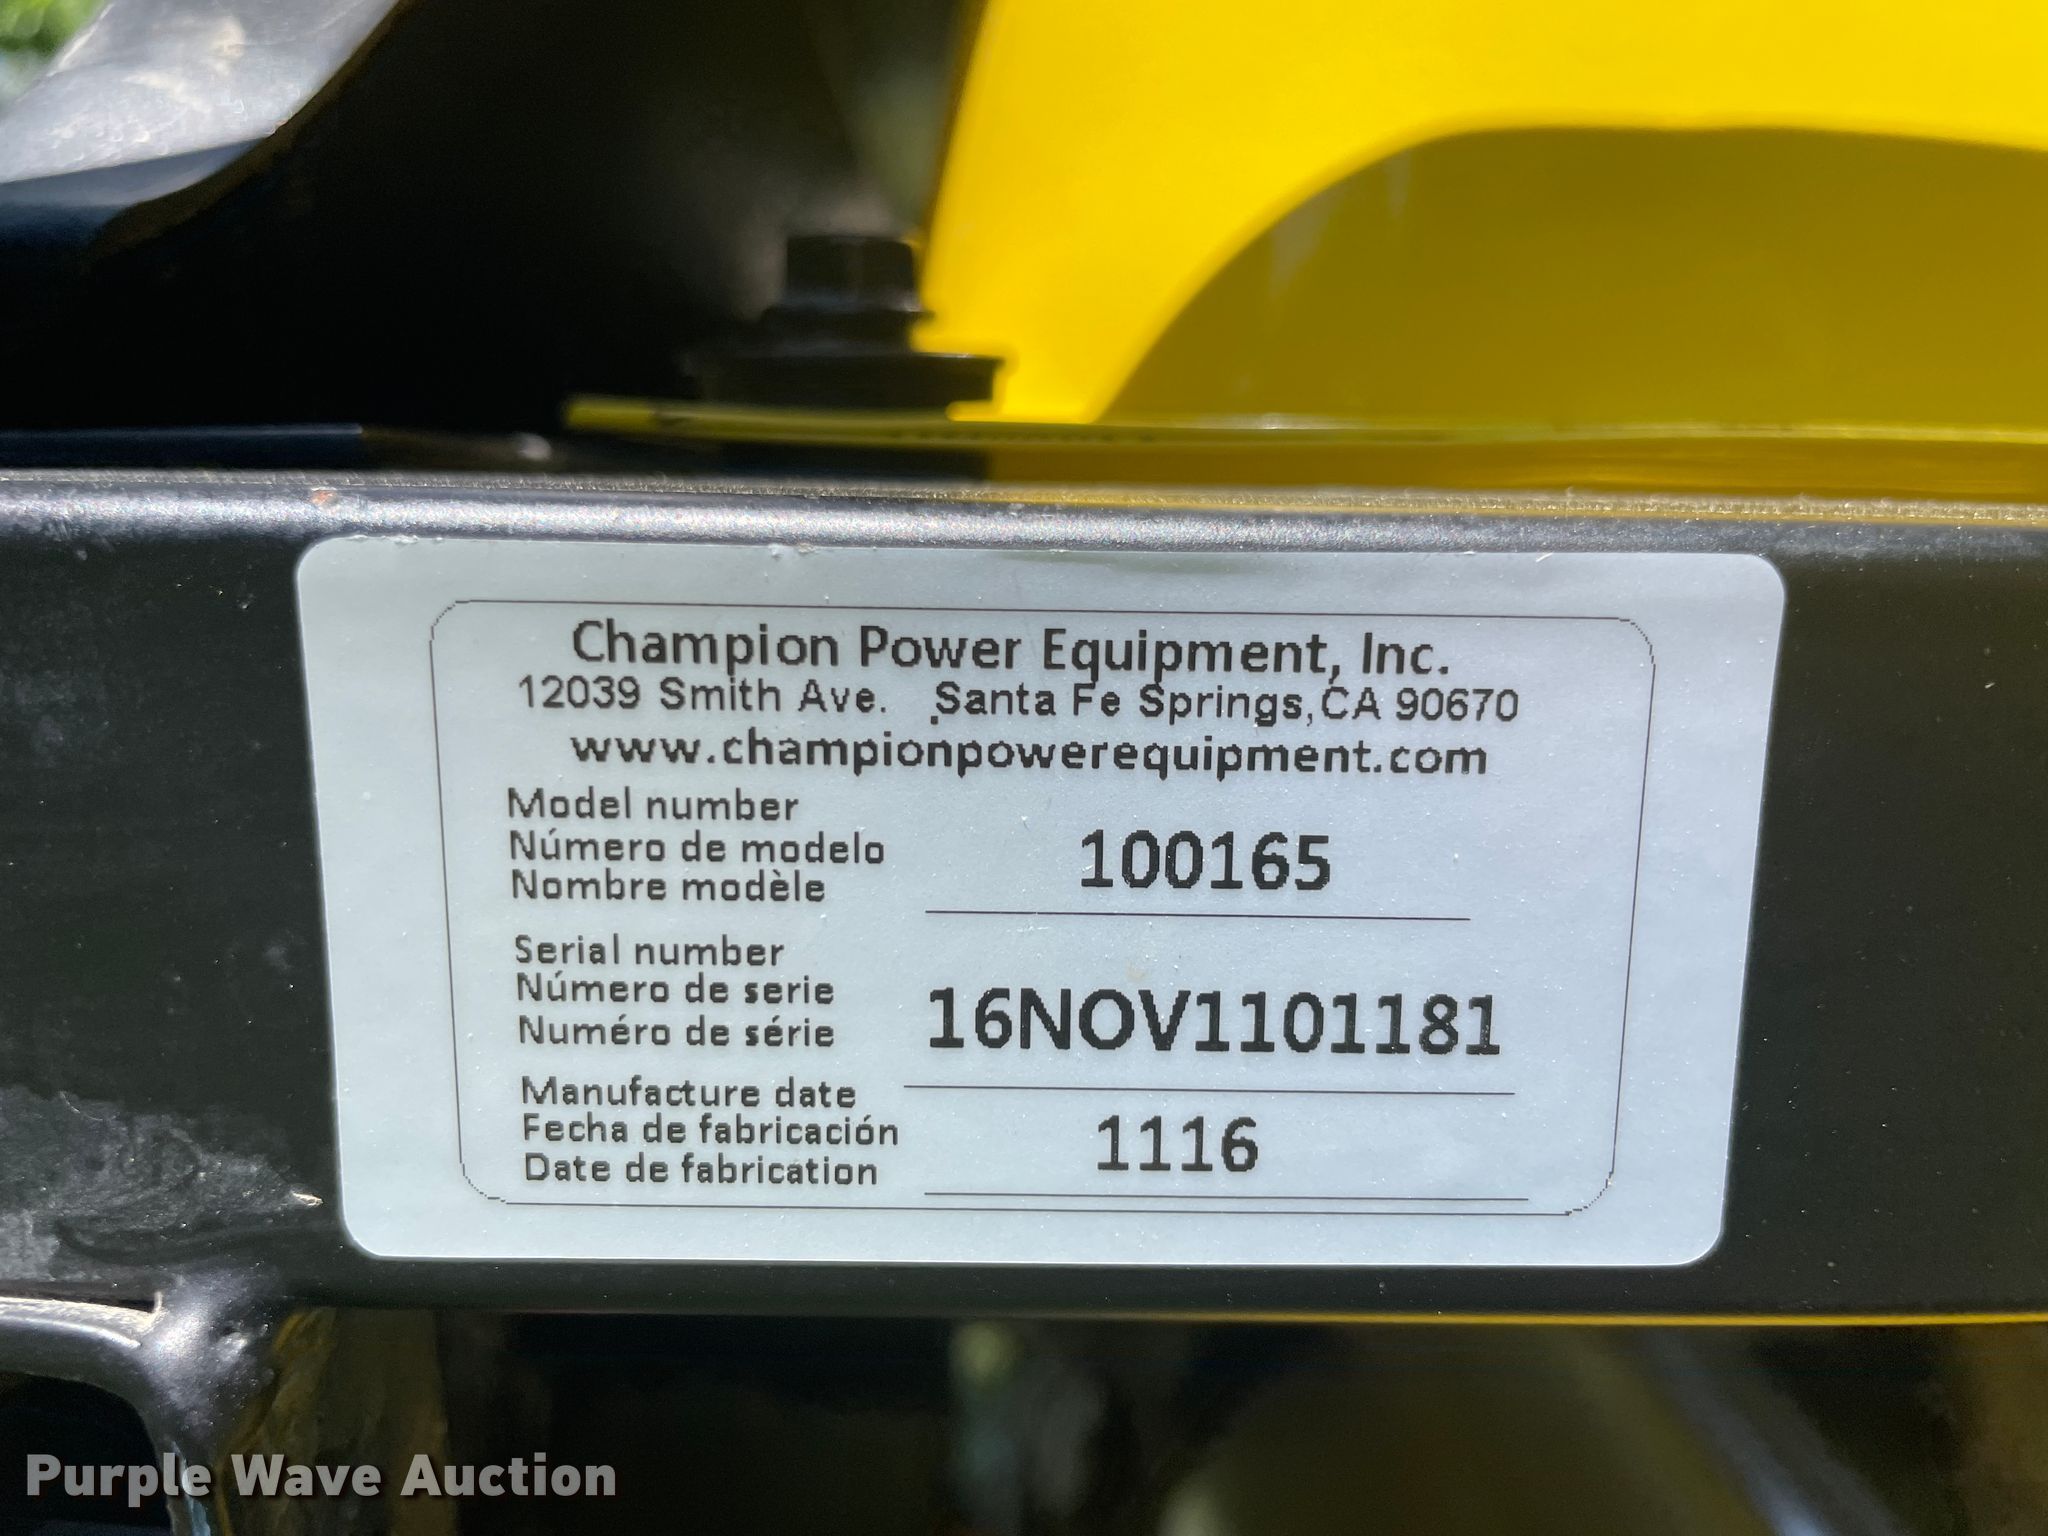 Champion Power Equipment, Inc.
12039 Smith Ave. ,Santa Fe Springs,CA 90670
www.championpowerequipment.com
Model number
Número de modelo
Nombre modèle
100165
Serial number
Número de serie
Numéro de série
16NOV1101181
Manufacture date
Fecha de fabricación
Date de fabrication
1116
Purple Wave Auction